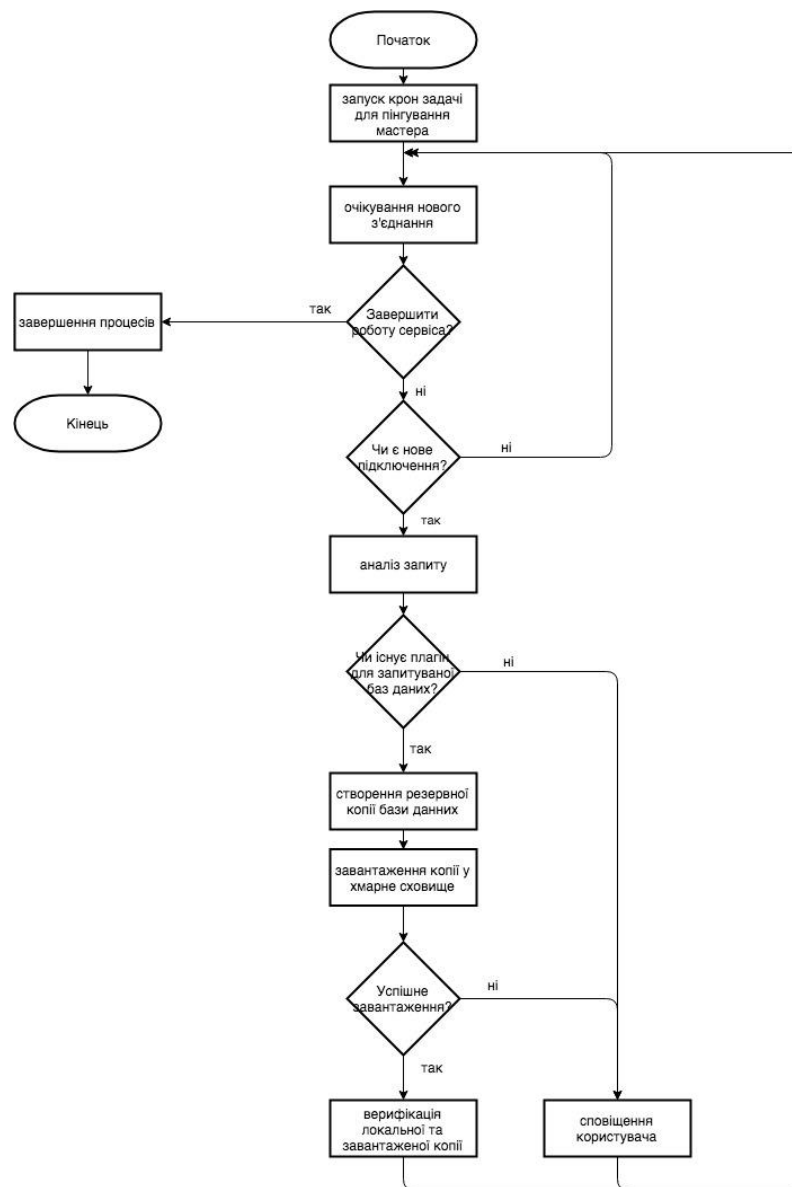 Початок
запуск крон задачі
для пінгування
мастера
очікування нового
з'єднання
Завершити
роботу сервіса?
так
завершення процесів
ні
Кінець
Чи є нове
підключення?
ні
так
аналіз запиту
Чи існує плагін
для запитуваної
баз даних?
ні
так
створення резервної
копії бази данних
завантаження копії у
хмарне сховище
Успішне
завантаження?
ні
так
верифікація
локальної та
завантаженої копії
сповіщення
користувача